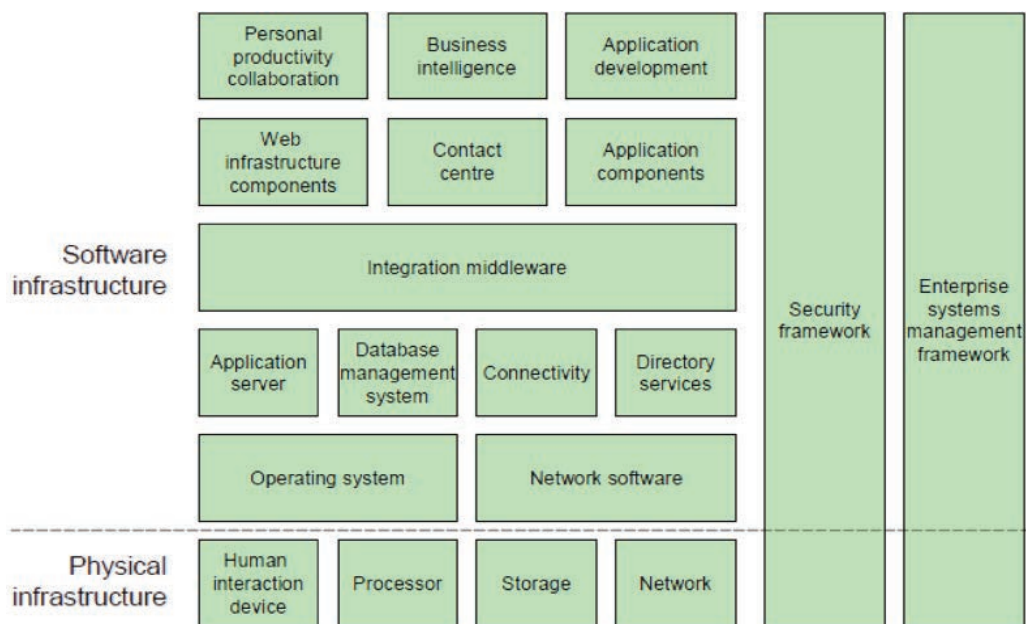 Personal
productivity
collaboration
Business
intelligence
Application
development
Web
infrastructure
components
Contact
centre
Application
components
Software
infrastructure
Integration middleware
Security
framework
Enterprise
systems
management
framework
Application
server
Database
management
system
Connectivity
Directory
services
Operating system
Network software
Physical
infrastructure
Human
interaction
device
Processor
Storage
Network